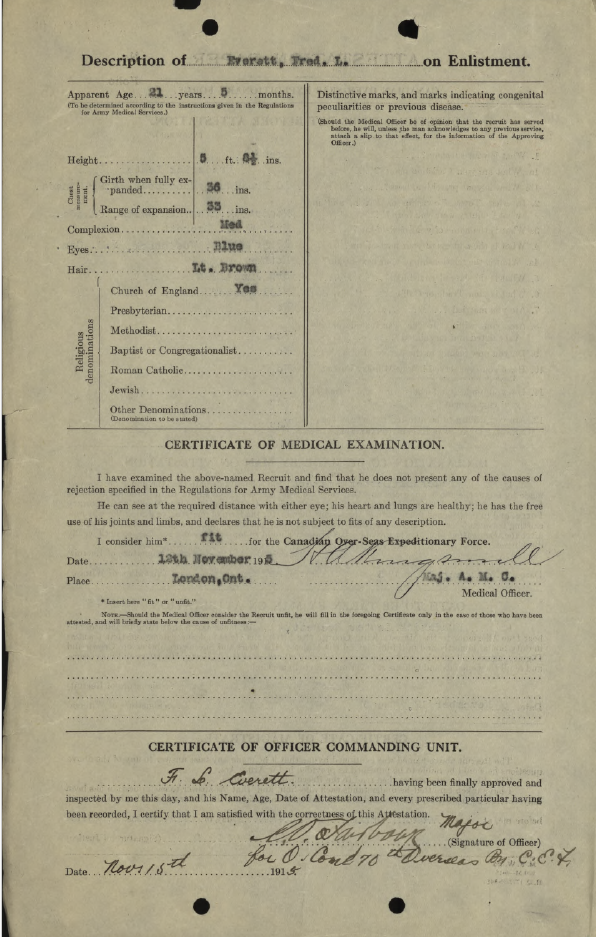 Description of Everett, Fred. L. on Enlistment.
Apparent Age 21 years 5 months.
(To be determined according to the instructions given in the Regulations
for Army Medical Services.)
Height 5 ft. ins.
Chest measurement.
Girth when fully ex-
panded 36 ins.
Range of expansion 33 ins.
Complexion Med
Eyes Blue
Hair Lt. Brown
Religious denominations
Church of England Yes
Presbyterian
Methodist
Baptist or Congregationalist
Roman Catholic
Jewish
Other Denominations
(Denomination to be stated)
Distinctive marks, and marks indicating congenital
peculiarities or previous disease.
(Should the Medical Officer be of opinion that the recruit has served
before, he will, unless the man acknowledges to any previous service,
attach a slip to that effect, for the information of the Approving
Officer.)
CERTIFICATE OF MEDICAL EXAMINATION.
I have examined the above-named Recruit and find that he does not present any of the causes of
rejection specified in the Regulations for Army Medical Services.
He can see at the required distance with either eye; his heart and lungs are healthy; he has the free
use of his joints and limbs, and declares that he is not subject to fits of any description.
I consider him* fit for the Canadian Over-Seas Expeditionary Force.
Date 12th November 1915
Place London, Ont. Maj. A. M. C.
Medical Officer.
* Insert here "fit" or "unfit."
NOTE.—Should the Medical Officer consider the Recruit unfit, he will fill in the foregoing Certificate only in the case of those who have been
attested, and will briefly state below the cause of unfitness:—
CERTIFICATE OF OFFICER COMMANDING UNIT.
F. L. Everett having been finally approved and
inspected by me this day, and his Name, Age, Date of Attestation, and every prescribed particular having
been recorded, I certify that I am satisfied with the correctness of this Attestation.
Major
(Signature of Officer)
for O. Comd 70th Overseas Bn. C.E.F.
Date Nov. 15th 1915